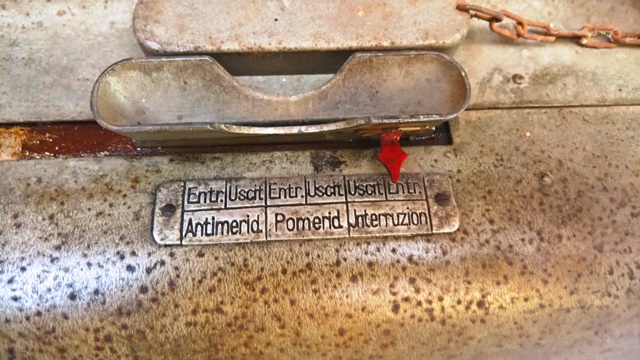 Entr. Uscit Entr. Uscit Uscit Entr.
Antimerid. Pomerid. Interruzion